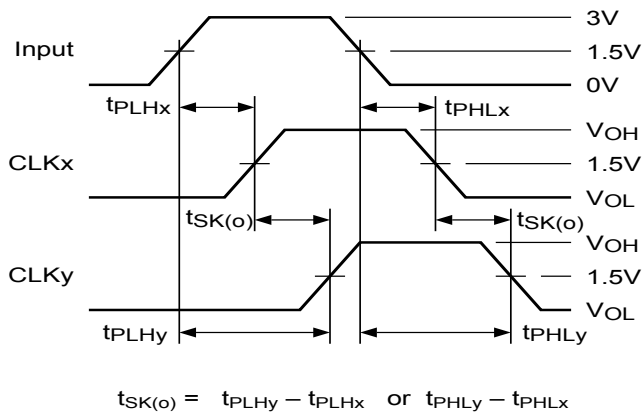 3V
Input 1.5V
0V
tPLHx tPHLx
VOH
CLKx 1.5V
VOL
tSK(o) tSK(o)
VOH
CLKy 1.5V
VOL
tPLHy tPHLy
tSK(o) = tPLHy – tPLHx or tPHLy – tPHLx